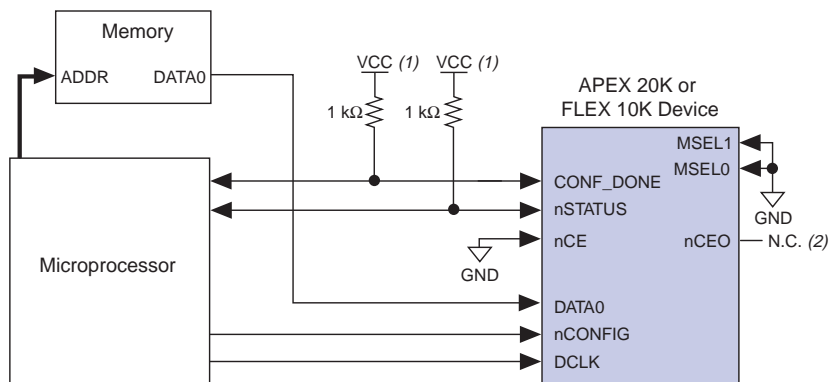 Memory
ADDR DATA0
VCC (1) VCC (1)
1 kΩ 1 kΩ
APEX 20K or
FLEX 10K Device
MSEL1
MSEL0
GND
CONF_DONE
nSTATUS
nCE
nCEO N.C. (2)
GND
Microprocessor
DATA0
nCONFIG
DCLK